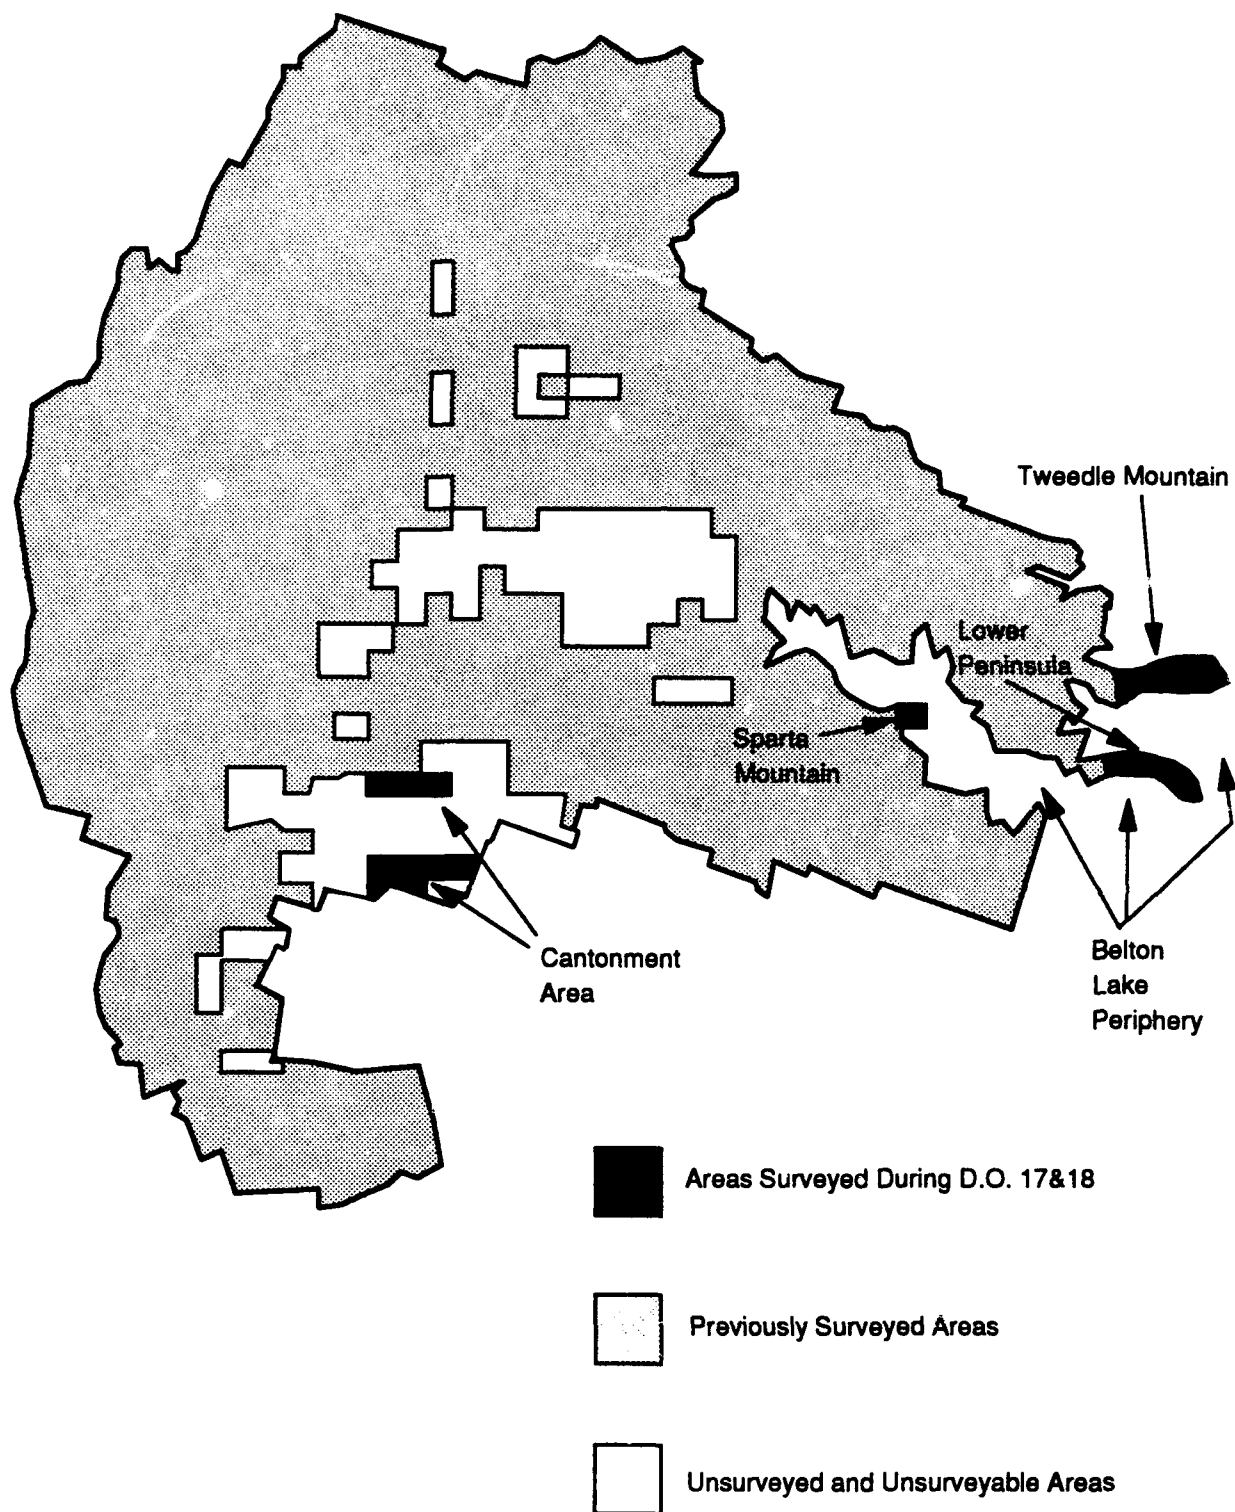 Tweedle Mountain
Lower
Peninsula
Sparta
Mountain
Cantonment
Area
Belton
Lake
Periphery
Areas Surveyed During D.O. 17&18
Previously Surveyed Areas
Unsurveyed and Unsurveyable Areas